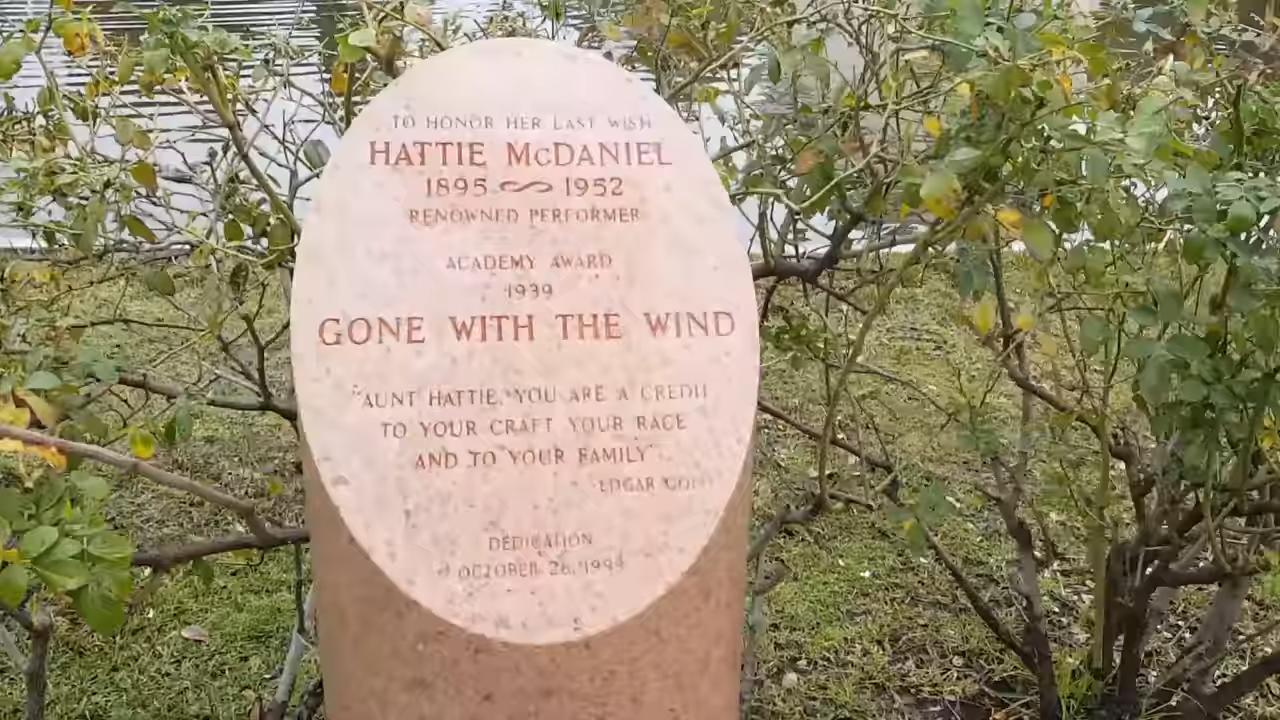 TO HONOR HER LAST WISH
HATTIE McDANIEL
1895 ~ 1952
RENOWNED PERFORMER
ACADEMY AWARD
1939
GONE WITH THE WIND
"AUNT HATTIE, YOU ARE A CREDIT
TO YOUR CRAFT YOUR RACE
AND TO YOUR FAMILY"
EDGAR
DEDICATION
OCTOBER 26, 1999